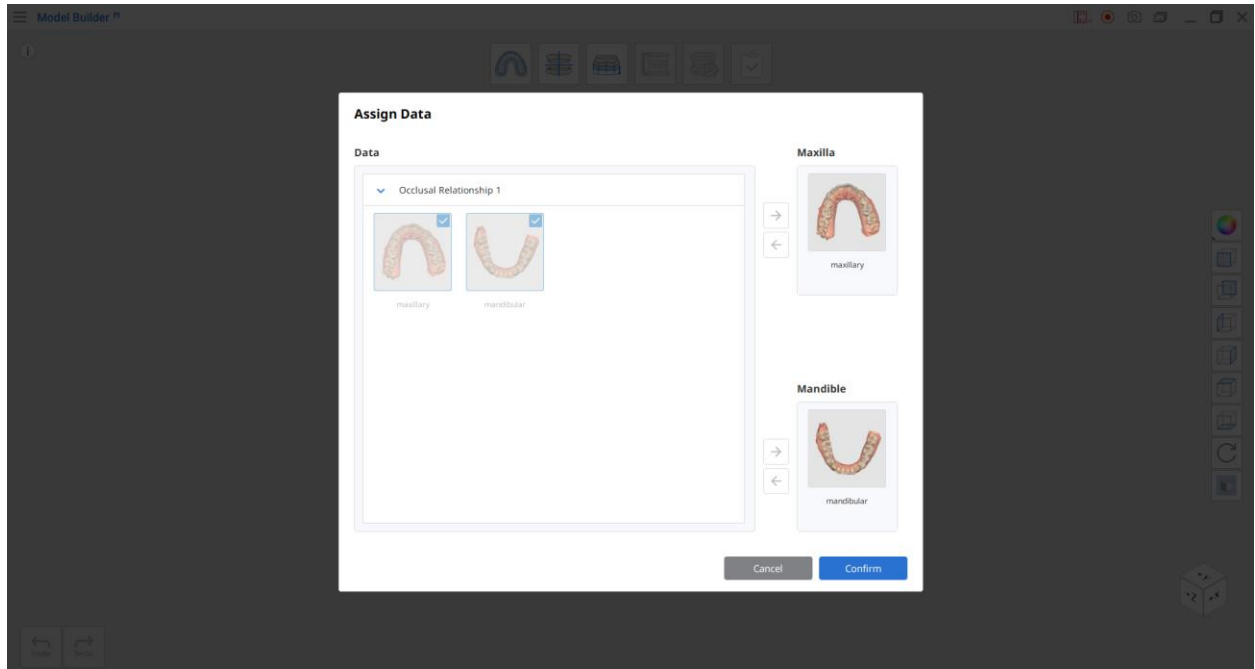 Model Builder
Assign Data
Data
Maxilla
Occlusal Relationship 1
maxillary
mandibular
maxillary
Mandible
mandibular
Cancel
Confirm